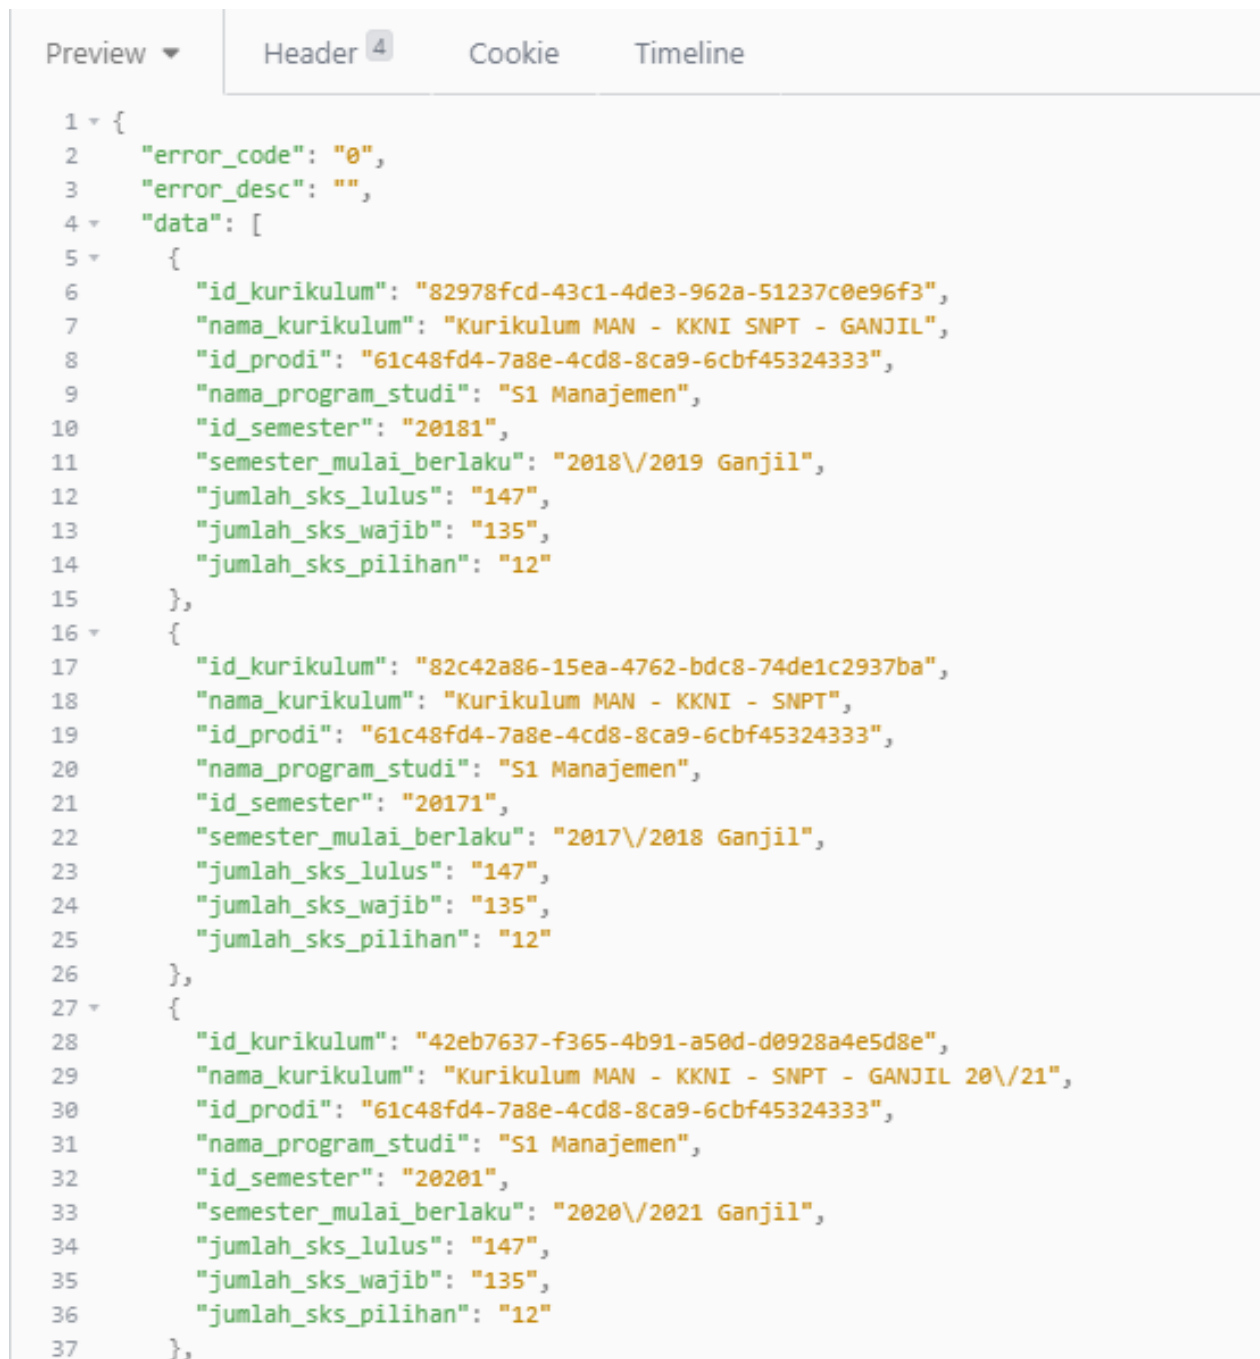 Preview Header 4 Cookie Timeline
1 {
2 "error_code": "0",
3 "error_desc": "",
4 "data": [
5 {
6 "id_kurikulum": "82978fcd-43c1-4de3-962a-51237c0e96f3",
7 "nama_kurikulum": "Kurikulum MAN - KKNI SNPT - GANJIL",
8 "id_prodi": "61c48fd4-7a8e-4cd8-8ca9-6cbf45324333",
9 "nama_program_studi": "S1 Manajemen",
10 "id_semester": "20181",
11 "semester_mulai_berlaku": "2018\/2019 Ganjil",
12 "jumlah_sks_lulus": "147",
13 "jumlah_sks_wajib": "135",
14 "jumlah_sks_pilihan": "12"
15 },
16 {
17 "id_kurikulum": "82c42a86-15ea-4762-bdc8-74de1c2937ba",
18 "nama_kurikulum": "Kurikulum MAN - KKNI - SNPT",
19 "id_prodi": "61c48fd4-7a8e-4cd8-8ca9-6cbf45324333",
20 "nama_program_studi": "S1 Manajemen",
21 "id_semester": "20171",
22 "semester_mulai_berlaku": "2017\/2018 Ganjil",
23 "jumlah_sks_lulus": "147",
24 "jumlah_sks_wajib": "135",
25 "jumlah_sks_pilihan": "12"
26 },
27 {
28 "id_kurikulum": "42eb7637-f365-4b91-a50d-d0928a4e5d8e",
29 "nama_kurikulum": "Kurikulum MAN - KKNI - SNPT - GANJIL 20\/21",
30 "id_prodi": "61c48fd4-7a8e-4cd8-8ca9-6cbf45324333",
31 "nama_program_studi": "S1 Manajemen",
32 "id_semester": "20201",
33 "semester_mulai_berlaku": "2020\/2021 Ganjil",
34 "jumlah_sks_lulus": "147",
35 "jumlah_sks_wajib": "135",
36 "jumlah_sks_pilihan": "12"
37 },